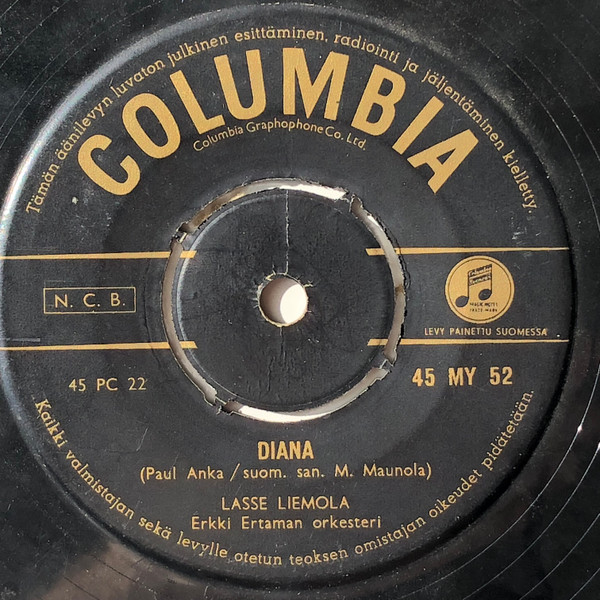 Tämän äänilevyn luvaton julkinen esittäminen, radiointi ja jäljentäminen kielletty.
COLUMBIA
Columbia Graphophone Co. Ltd.
N. C. B.
LEVY PAINETTU SUOMESSA
45 PC 22
45 MY 52
DIANA
(Paul Anka / suom. san. M. Maunola)
LASSE LIEMOLA
Erkki Ertaman orkesteri
Kaikki valmistajan sekä levylle otetun teoksen omistajan oikeudet pidätetään.